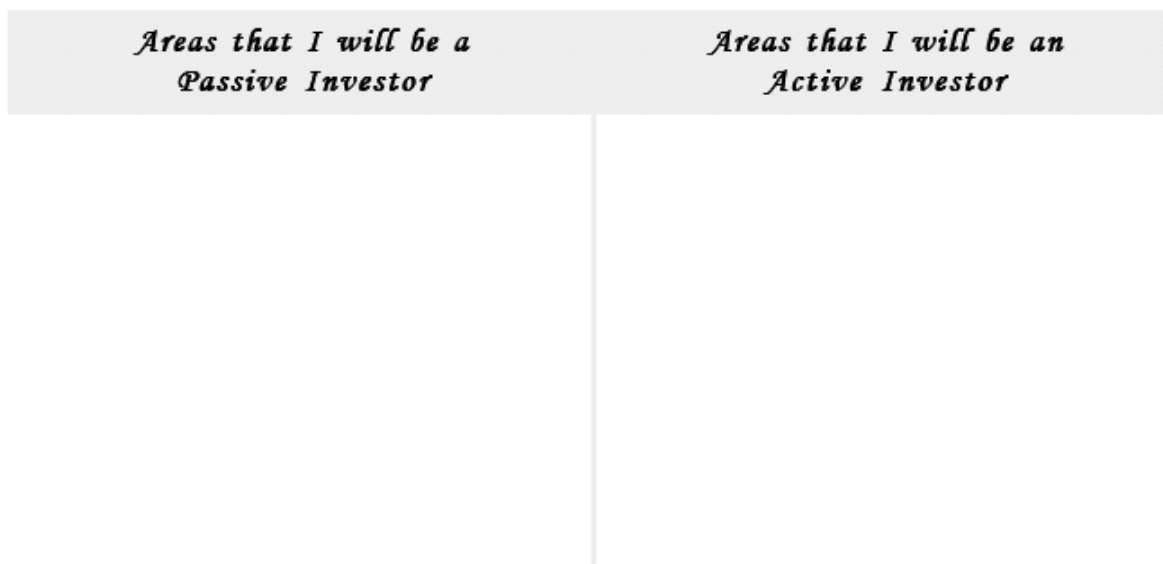 Areas that I will be a
Passive Investor
Areas that I will be an
Active Investor